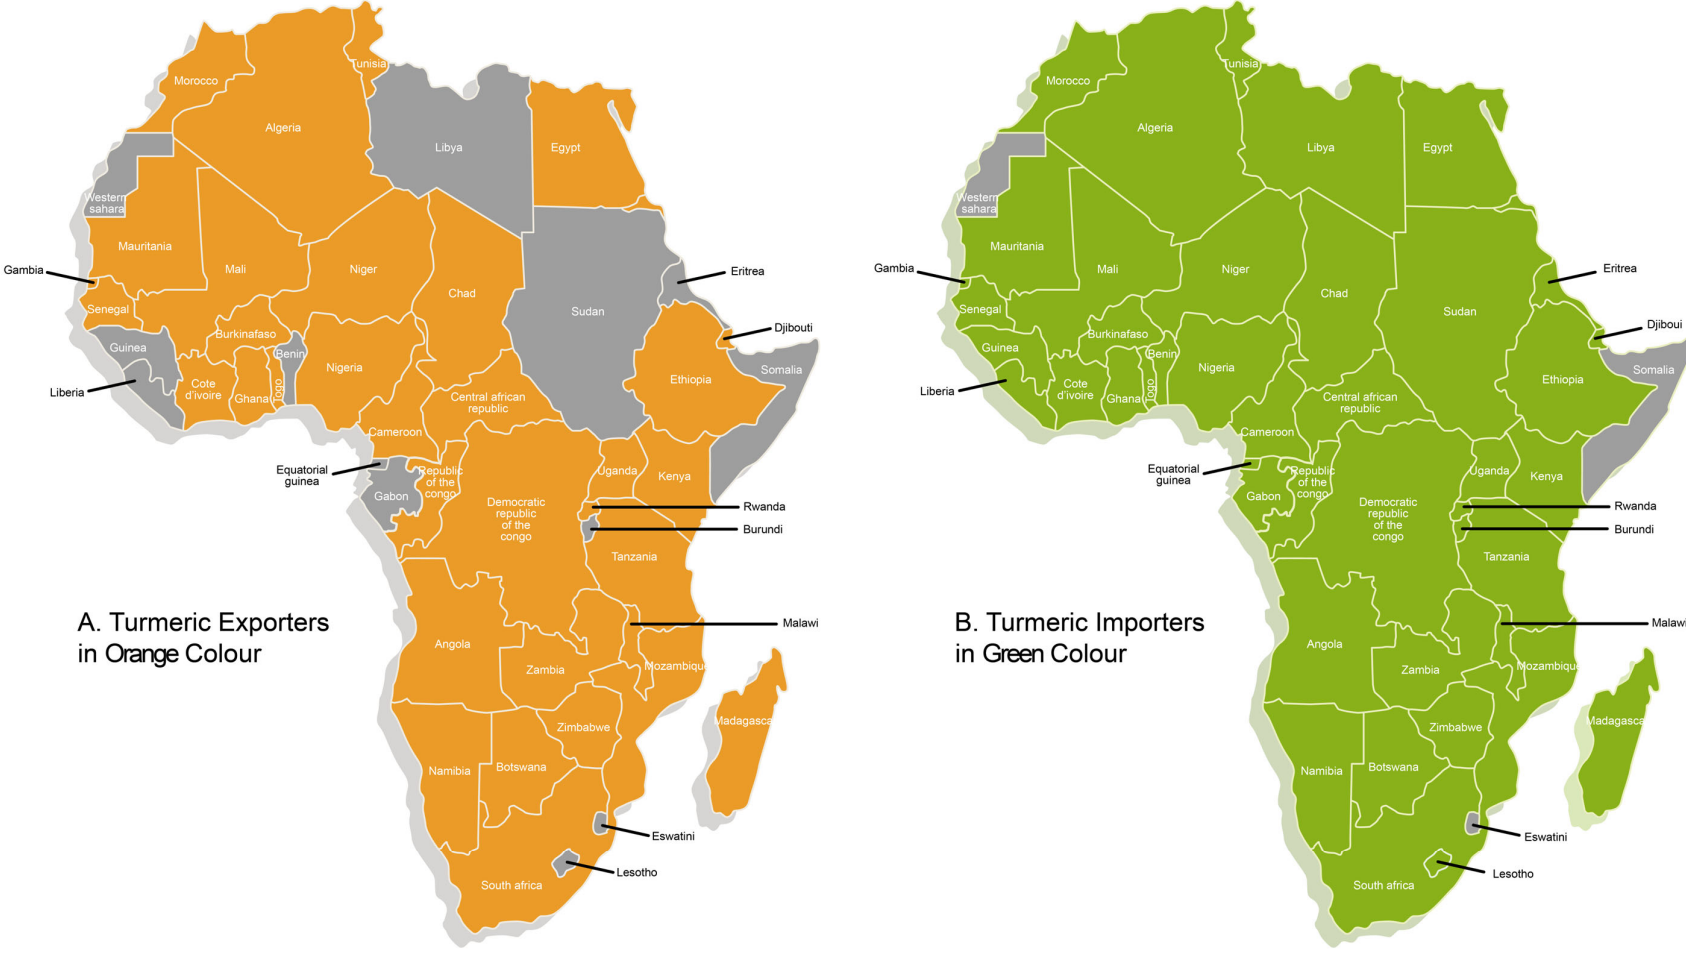 Tunisia
Morocco
Algeria
Libya
Egypt
Western
sahara
Mauritania
Mali
Niger
Chad
Sudan
Gambia
Eritrea
Senegal
Burkinafaso
Djibouti
Guinea
Benin
Nigeria
Somalia
Liberia
Cote
d'ivoire
Ghana
Togo
Ethiopia
Central african
republic
Cameroon
Equatorial
guinea
Republic
of the
congo
Gabon
Uganda
Kenya
Democratic
republic
of the
congo
Rwanda
Burundi
Tanzania
A. Turmeric Exporters
in Orange Colour
Malawi
Angola
Zambia
Mozambiqu
Madagasca
Zimbabwe
Namibia
Botswana
Eswatini
Lesotho
South africa
Tunisia
Morocco
Algeria
Libya
Egypt
Western
sahara
Mauritania
Mali
Niger
Chad
Sudan
Gambia
Eritrea
Senegal
Burkinafaso
Djiboui
Guinea
Benin
Nigeria
Somalia
Liberia
Cote
d'ivoire
Ghana
Togo
Ethiopia
Central african
republic
Cameroon
Equatorial
guinea
Republic
of the
congo
Gabon
Uganda
Kenya
Democratic
republic
of the
congo
Rwanda
Burundi
Tanzania
B. Turmeric Importers
in Green Colour
Malawi
Angola
Zambia
Mozambiqu
Madagasca
Zimbabwe
Namibia
Botswana
Eswatini
Lesotho
South africa